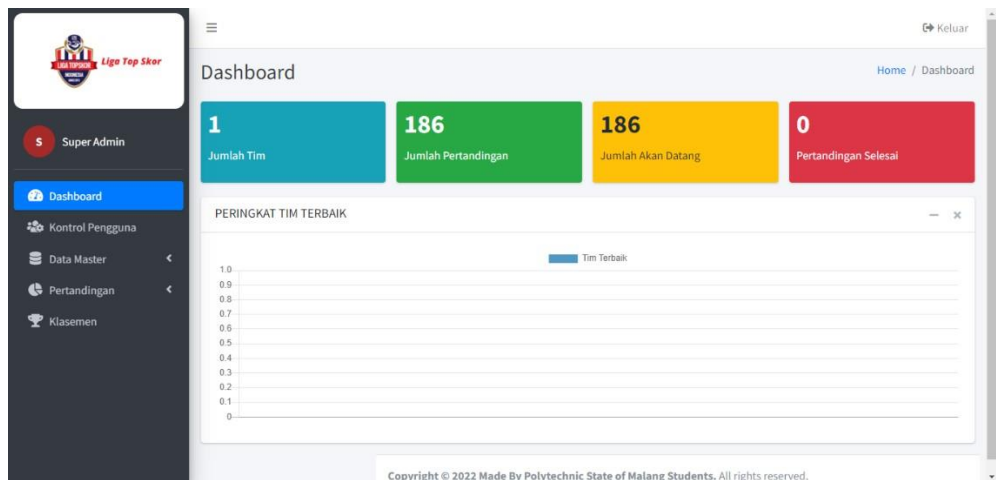 LIGA TOPSKOR
INDONESIA
Liga Top Skor
S Super Admin
Dashboard
Kontrol Pengguna
Data Master
Pertandingan
Klasemen
Keluar
Dashboard
Home / Dashboard
1
Jumlah Tim
186
Jumlah Pertandingan
186
Jumlah Akan Datang
0
Pertandingan Selesai
PERINGKAT TIM TERBAIK
Tim Terbaik
1.0
0.9
0.8
0.7
0.6
0.5
0.4
0.3
0.2
0.1
0
Copyright © 2022 Made By Polytechnic State of Malang Students. All rights reserved.